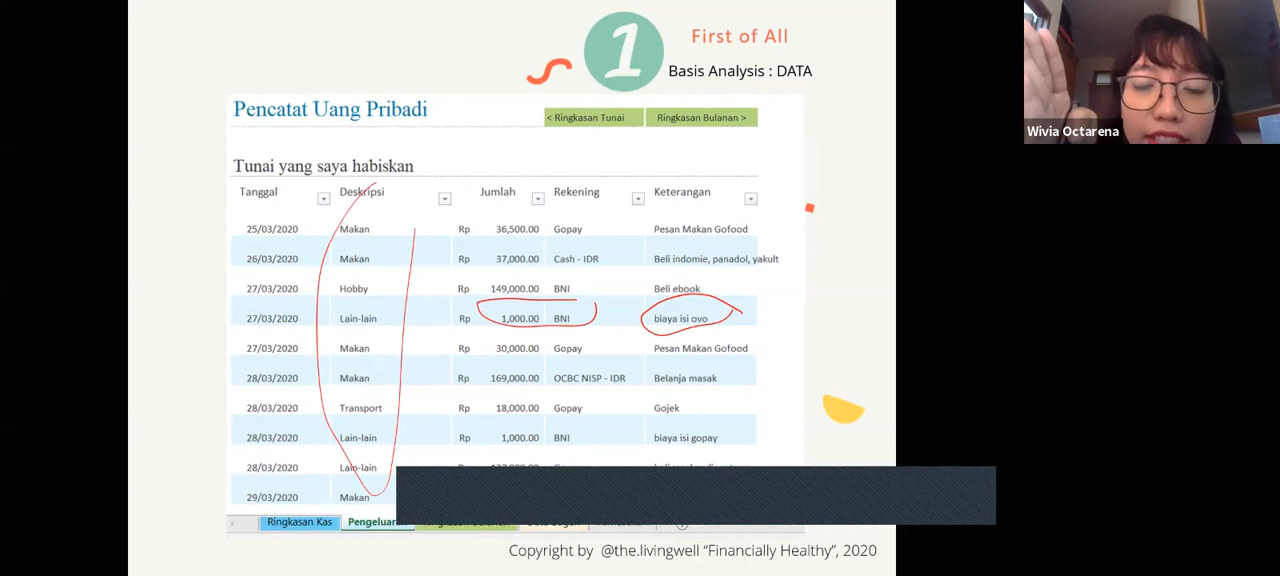 1
First of All
Basis Analysis : DATA
Wivia Octarena
Pencatat Uang Pribadi
< Ringkasan Tunai
Ringkasan Bulanan >
Tunai yang saya habiskan
Tanggal Deskripsi Jumlah Rekening Keterangan
25/03/2020 Makan Rp 36,500.00 Gopay Pesan Makan Gofood
26/03/2020 Makan Rp 37,000.00 Cash - IDR Beli indomie, panadol, yakult
27/03/2020 Hobby Rp 149,000.00 BNI Beli ebook
27/03/2020 Lain-lain Rp 1,000.00 BNI biaya isi ovo
27/03/2020 Makan Rp 30,000.00 Gopay Pesan Makan Gofood
28/03/2020 Makan Rp 169,000.00 OCBC NISP - IDR Belanja masak
28/03/2020 Transport Rp 18,000.00 Gopay Gojek
28/03/2020 Lain-lain Rp 1,000.00 BNI biaya isi gopay
28/03/2020 Lain-lain
29/03/2020 Makan
Ringkasan Kas
Copyright by @the.livingwell “Financially Healthy”, 2020